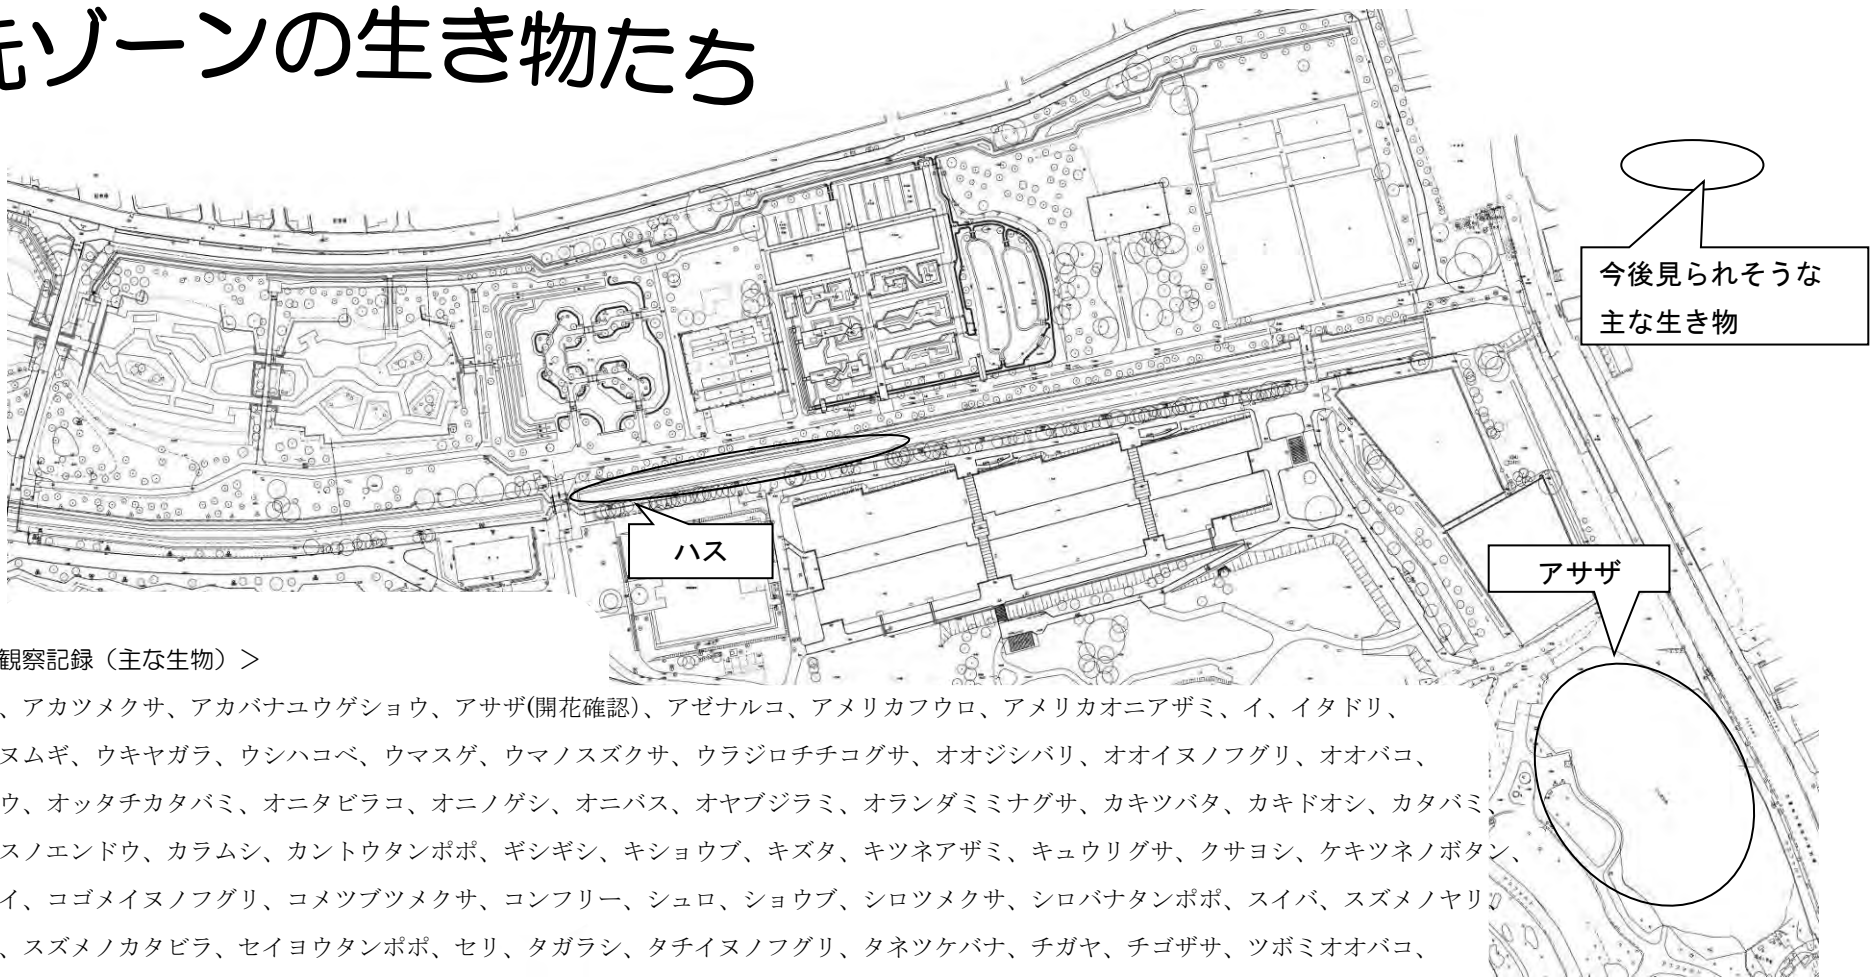 ゾーンの生き物たち
今後見られそうな
主な生き物
ハス
アサザ
観察記録（主な生物）＞
、アカツメクサ、アカバナユウゲショウ、アサザ(開花確認）、アゼナルコ、アメリカフウロ、アメリカオニアザミ、イ、イタドリ、
ヌムギ、ウキヤガラ、ウシハコベ、ウマスゲ、ウマノスズクサ、ウラジロチチコグサ、オオジシバリ、オオイヌノフグリ、オオバコ、
ウ、オッタチカタバミ、オニタビラコ、オニノゲシ、オニバス、オヤブジラミ、オランダミミナグサ、カキツバタ、カキドオシ、カタバミ、
スノエンドウ、カラムシ、カントウタンポポ、ギシギシ、キショウブ、キズタ、キツネアザミ、キュウリグサ、クサヨシ、ケキツネノボタン、
イ、コゴメイヌノフグリ、コメツブツメクサ、コンフリー、シュロ、ショウブ、シロツメクサ、シロバナタンポポ、スイバ、スズメノヤリ、
、スズメノカタビラ、セイヨウタンポポ、セリ、タガラシ、タチイヌノフグリ、タネツケバナ、チガヤ、チゴザサ、ツボミオオバコ、